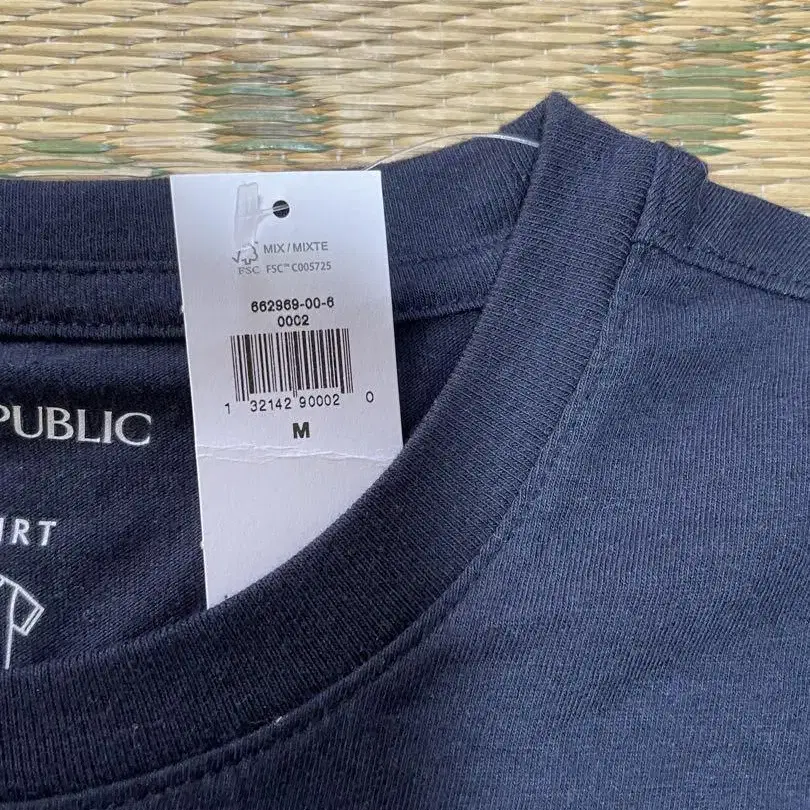 MIX / MIXTE
FSC FSC™ C005725
662969-00-6
0002
1 32142 90002 0
M
PUBLIC
IRT